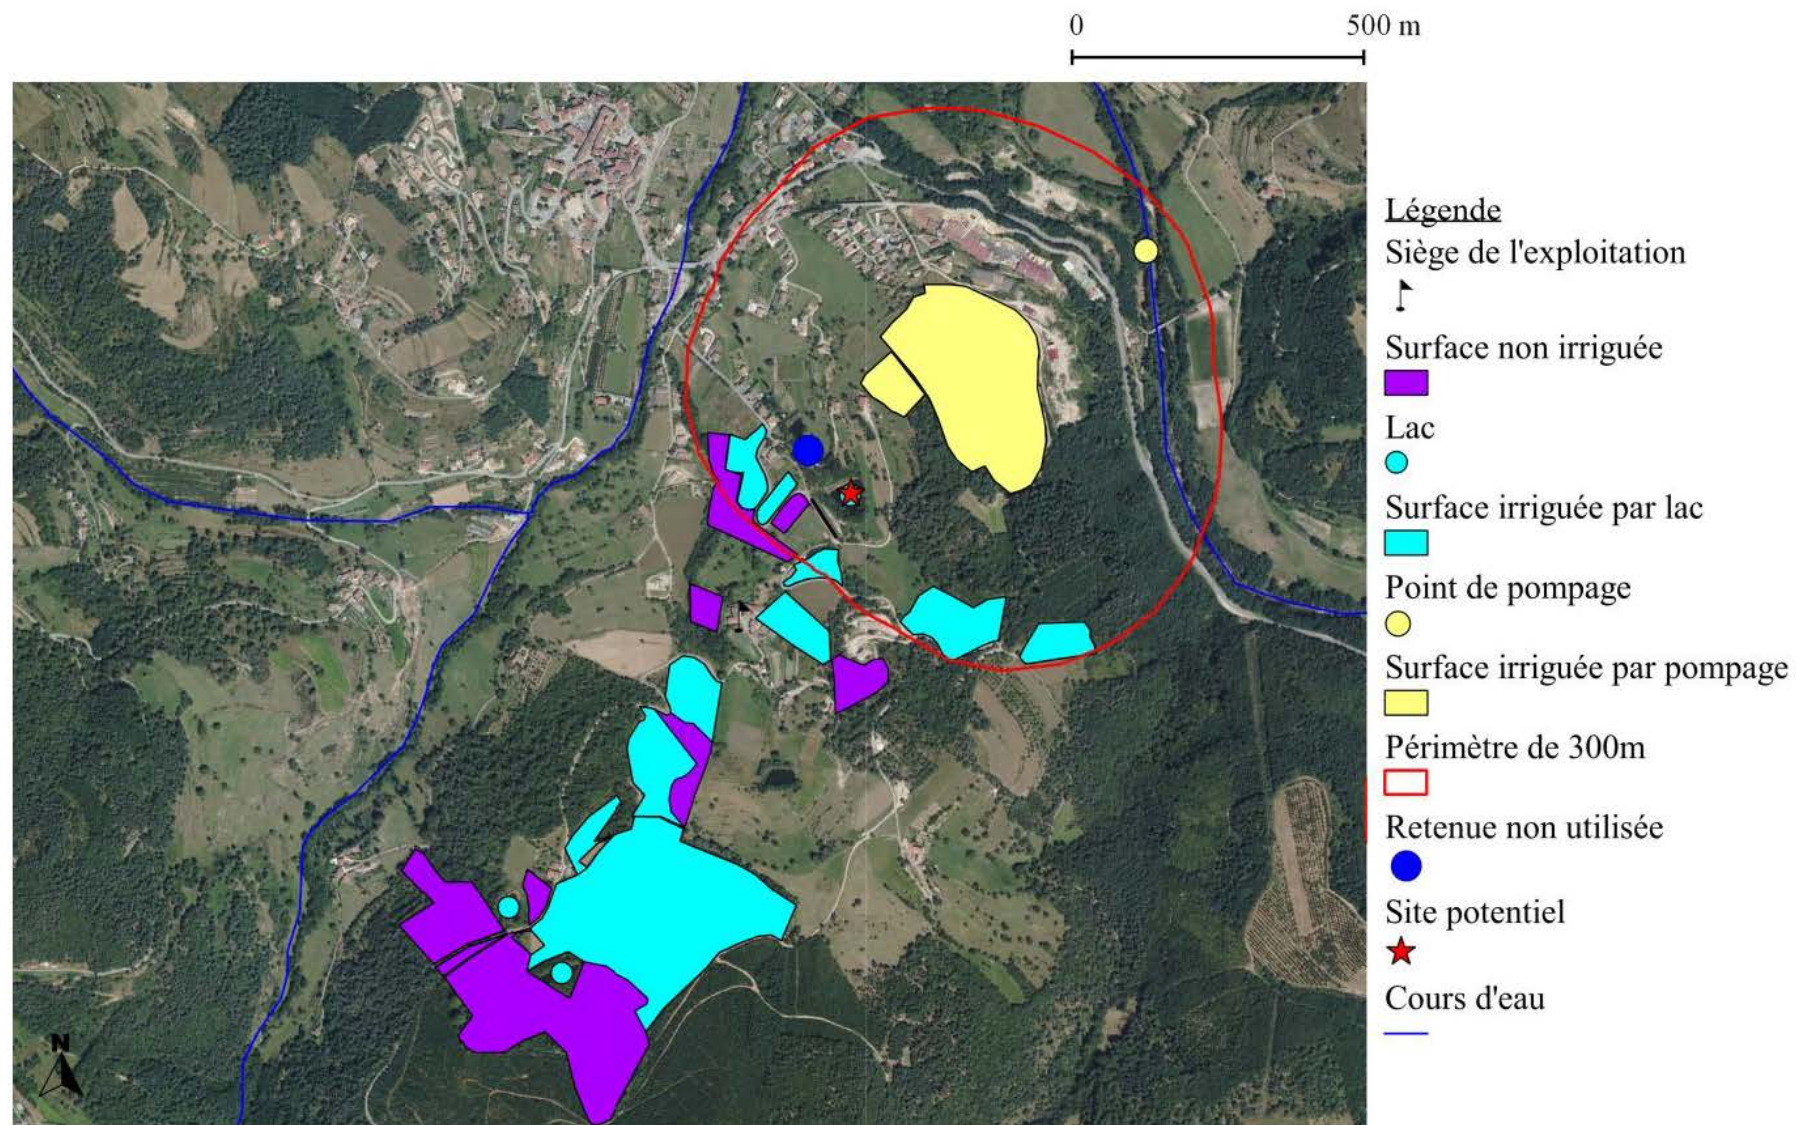 0 500 m
Légende
Siège de l'exploitation
Surface non irriguée
Lac
Surface irriguée par lac
Point de pompage
Surface irriguée par pompage
Périmètre de 300m
Retenue non utilisée
Site potentiel
Cours d'eau
N